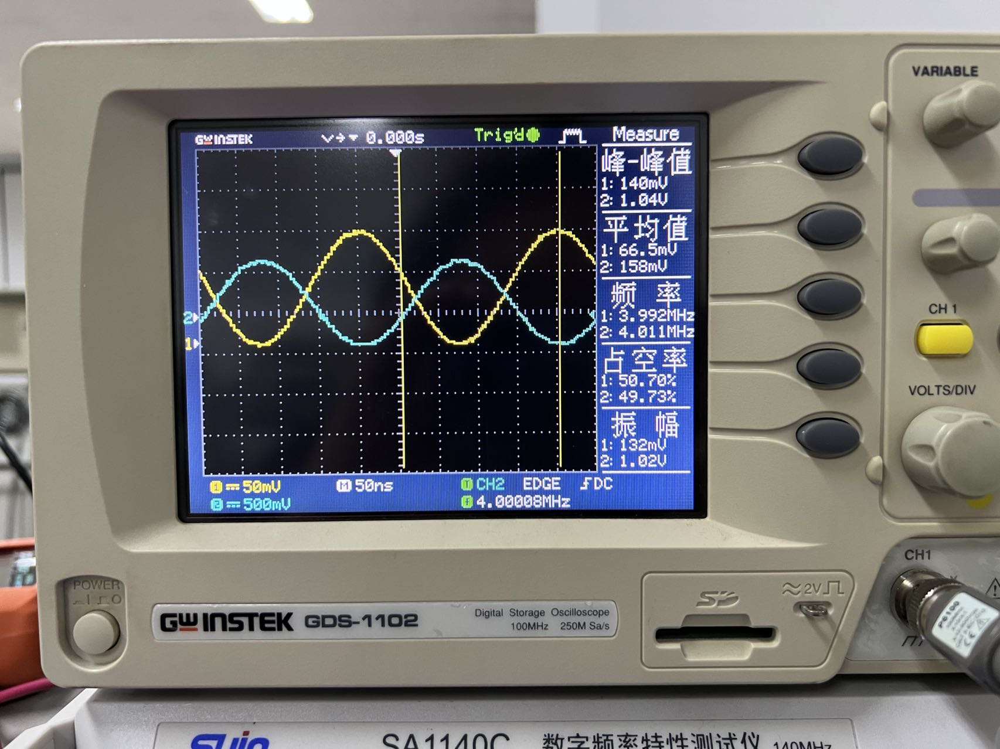 GW INSTEK 0.000s Trig'd Measure
峰-峰值
1: 140mV
2: 1.04V
平均值
1: 66.5mV
2: 158mV
频 率
1: 3.992MHz
2: 4.011MHz
占空率
1: 50.70%
2: 49.73%
振 幅
1: 132mV
2: 1.02V
2
1
1 50mV M 50ns T CH2 EDGE DC
2 500mV F 4.00008MHz
VARIABLE
CH 1
VOLTS/DIV
CH1
POWER
GW INSTEK GDS-1102
Digital Storage Oscilloscope
100MHz 250M Sa/s
SD
≈2V
P6100
SA1140C 数字频率特性测试仪 140MHz